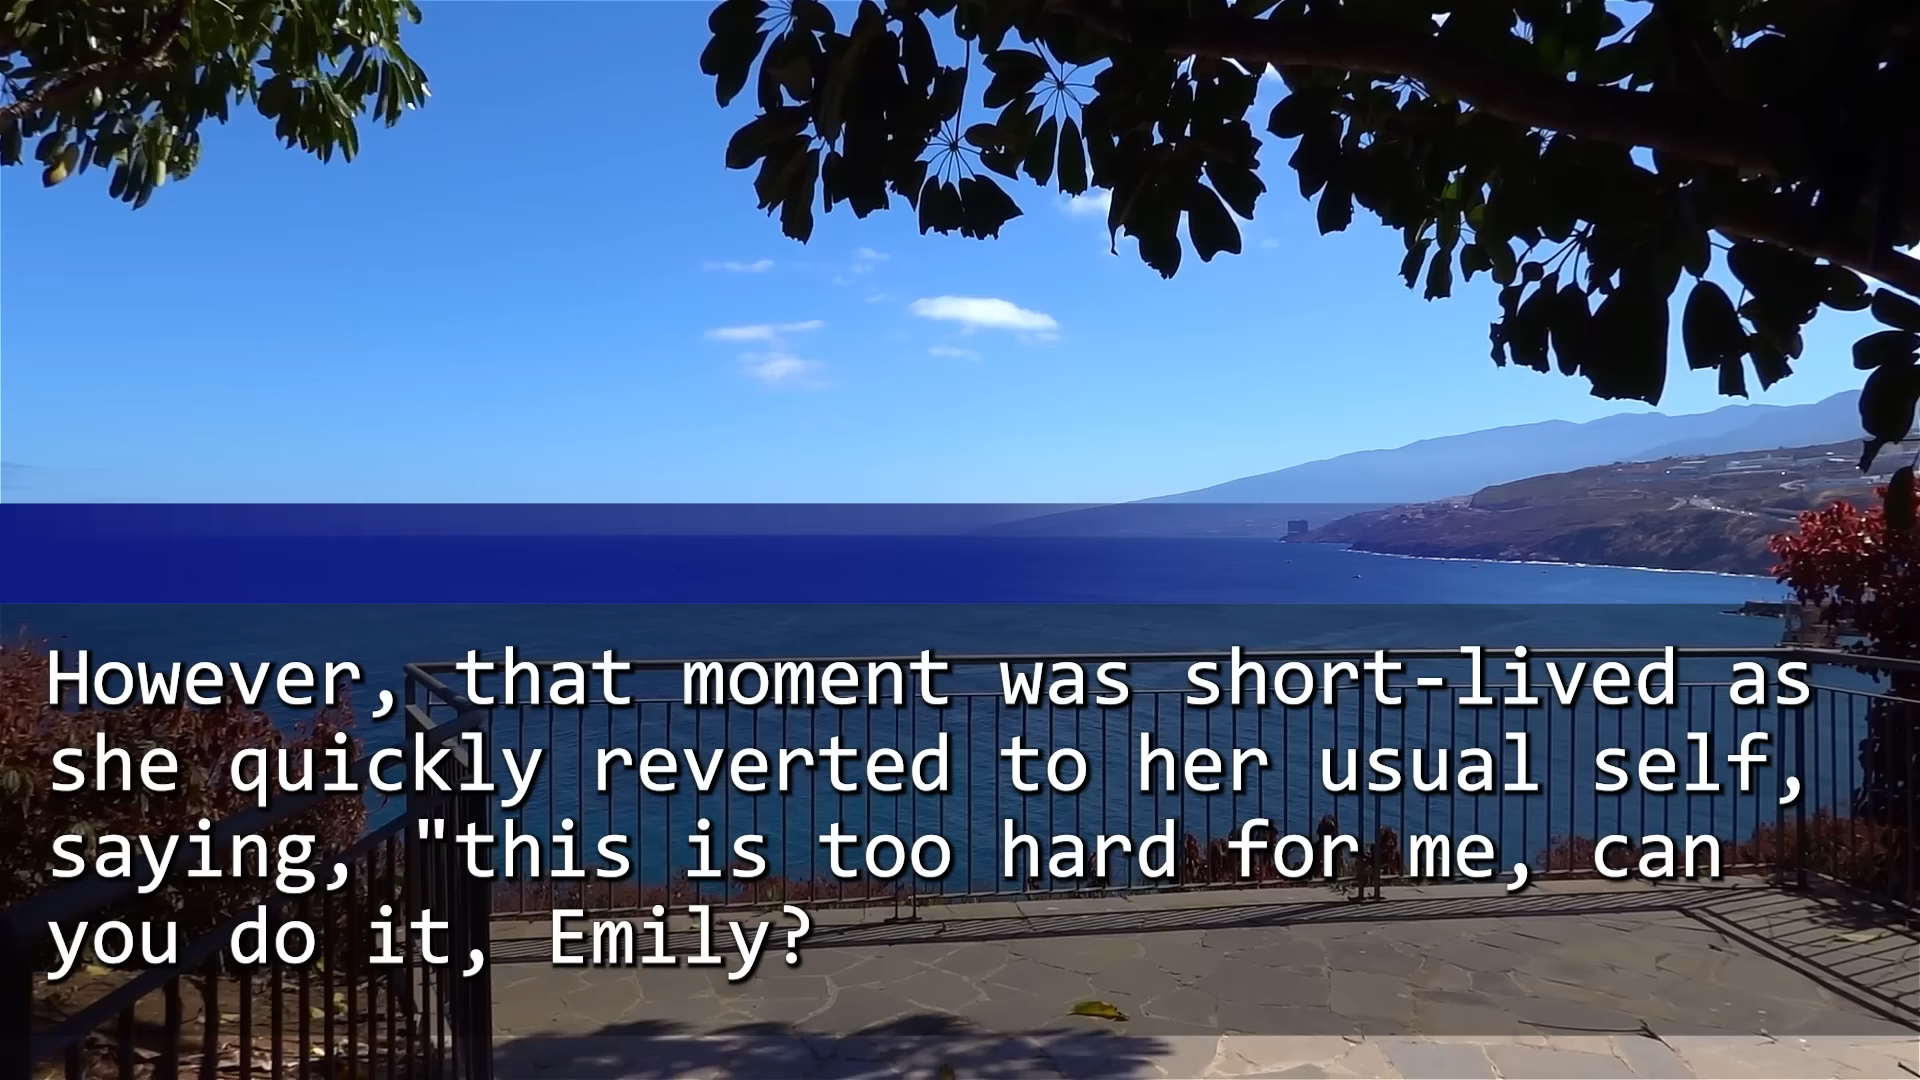 However, that moment was short-lived as
she quickly reverted to her usual self,
saying, "this is too hard for me, can
you do it, Emily?